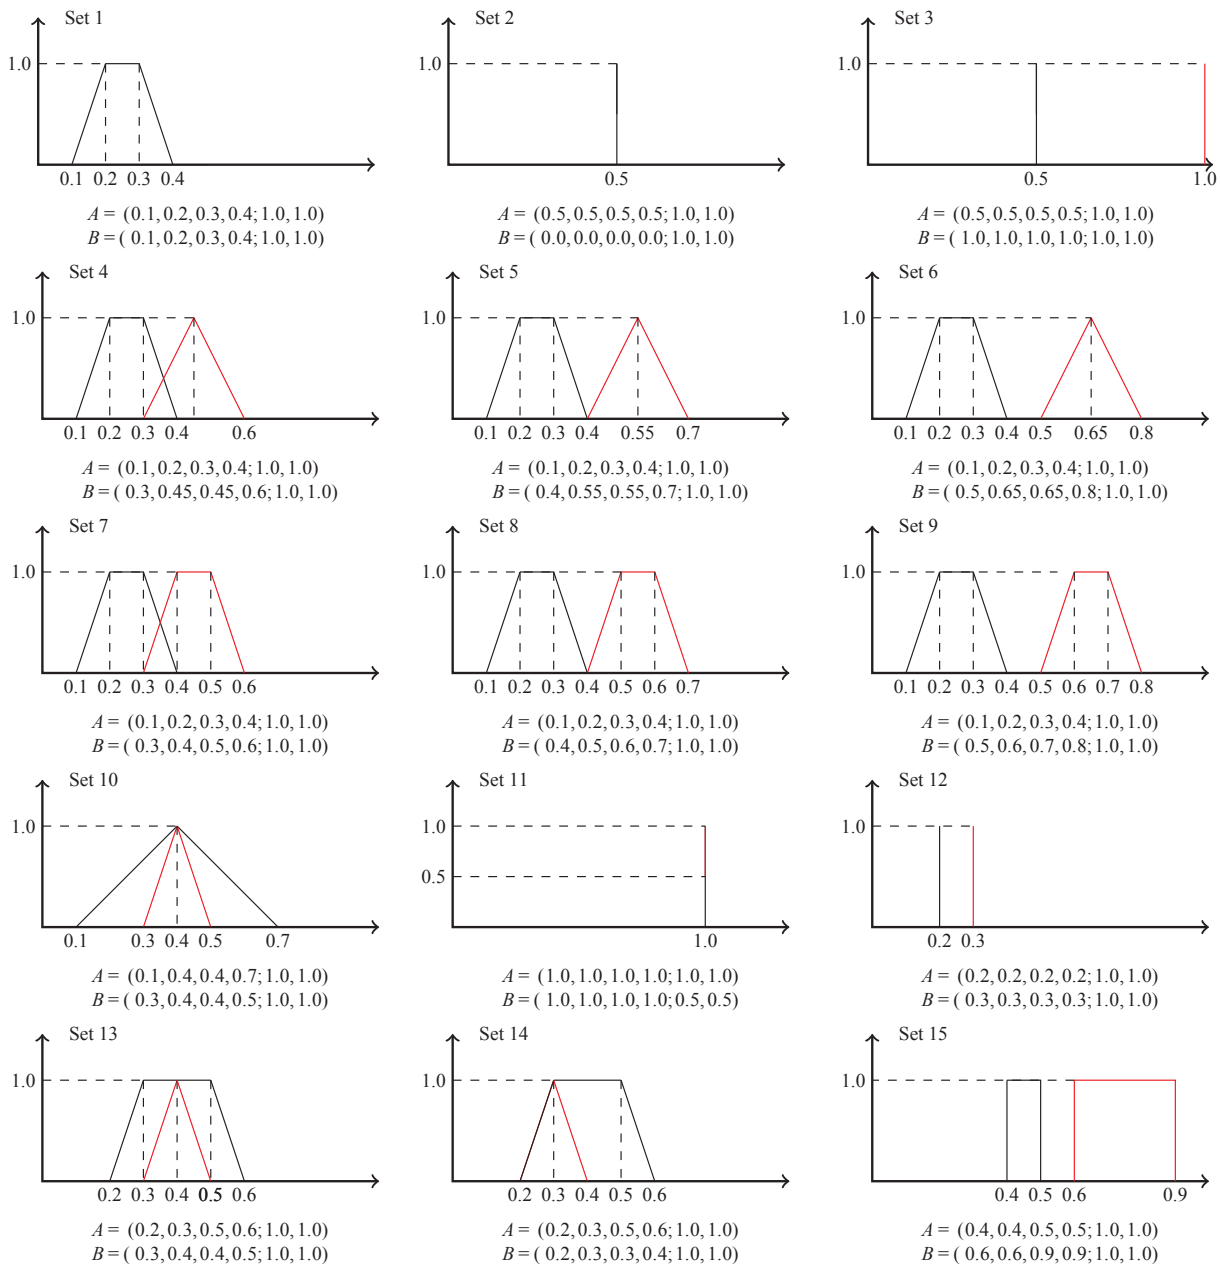 Set 1 Set 2 Set 3
1.0 1.0 1.0
0.1 0.2 0.3 0.4 0.5 0.5 1.0
A = (0.1, 0.2, 0.3, 0.4; 1.0, 1.0) A = (0.5, 0.5, 0.5, 0.5; 1.0, 1.0) A = (0.5, 0.5, 0.5, 0.5; 1.0, 1.0)
B = ( 0.1, 0.2, 0.3, 0.4; 1.0, 1.0) B = ( 0.0, 0.0, 0.0, 0.0; 1.0, 1.0) B = ( 1.0, 1.0, 1.0, 1.0; 1.0, 1.0)
Set 4 Set 5 Set 6
1.0 1.0 1.0
0.1 0.2 0.3 0.4 0.6 0.1 0.2 0.3 0.4 0.55 0.7 0.1 0.2 0.3 0.4 0.5 0.65 0.8
A = (0.1, 0.2, 0.3, 0.4; 1.0, 1.0) A = (0.1, 0.2, 0.3, 0.4; 1.0, 1.0) A = (0.1, 0.2, 0.3, 0.4; 1.0, 1.0)
B = ( 0.3, 0.45, 0.45, 0.6; 1.0, 1.0) B = ( 0.4, 0.55, 0.55, 0.7; 1.0, 1.0) B = ( 0.5, 0.65, 0.65, 0.8; 1.0, 1.0)
Set 7 Set 8 Set 9
1.0 1.0 1.0
0.1 0.2 0.3 0.4 0.5 0.6 0.1 0.2 0.3 0.4 0.5 0.6 0.7 0.1 0.2 0.3 0.4 0.5 0.6 0.7 0.8
A = (0.1, 0.2, 0.3, 0.4; 1.0, 1.0) A = (0.1, 0.2, 0.3, 0.4; 1.0, 1.0) A = (0.1, 0.2, 0.3, 0.4; 1.0, 1.0)
B = ( 0.3, 0.4, 0.5, 0.6; 1.0, 1.0) B = ( 0.4, 0.5, 0.6, 0.7; 1.0, 1.0) B = ( 0.5, 0.6, 0.7, 0.8; 1.0, 1.0)
Set 10 Set 11 Set 12
1.0 1.0 1.0
0.5
0.1 0.3 0.4 0.5 0.7 1.0 0.2 0.3
A = (0.1, 0.4, 0.4, 0.7; 1.0, 1.0) A = (1.0, 1.0, 1.0, 1.0; 1.0, 1.0) A = (0.2, 0.2, 0.2, 0.2; 1.0, 1.0)
B = ( 0.3, 0.4, 0.4, 0.5; 1.0, 1.0) B = ( 1.0, 1.0, 1.0, 1.0; 0.5, 0.5) B = ( 0.3, 0.3, 0.3, 0.3; 1.0, 1.0)
Set 13 Set 14 Set 15
1.0 1.0 1.0
0.2 0.3 0.4 0.5 0.6 0.2 0.3 0.4 0.5 0.6 0.4 0.5 0.6 0.9
A = (0.2, 0.3, 0.5, 0.6; 1.0, 1.0) A = (0.2, 0.3, 0.5, 0.6; 1.0, 1.0) A = (0.4, 0.4, 0.5, 0.5; 1.0, 1.0)
B = ( 0.3, 0.4, 0.4, 0.5; 1.0, 1.0) B = ( 0.2, 0.3, 0.3, 0.4; 1.0, 1.0) B = ( 0.6, 0.6, 0.9, 0.9; 1.0, 1.0)